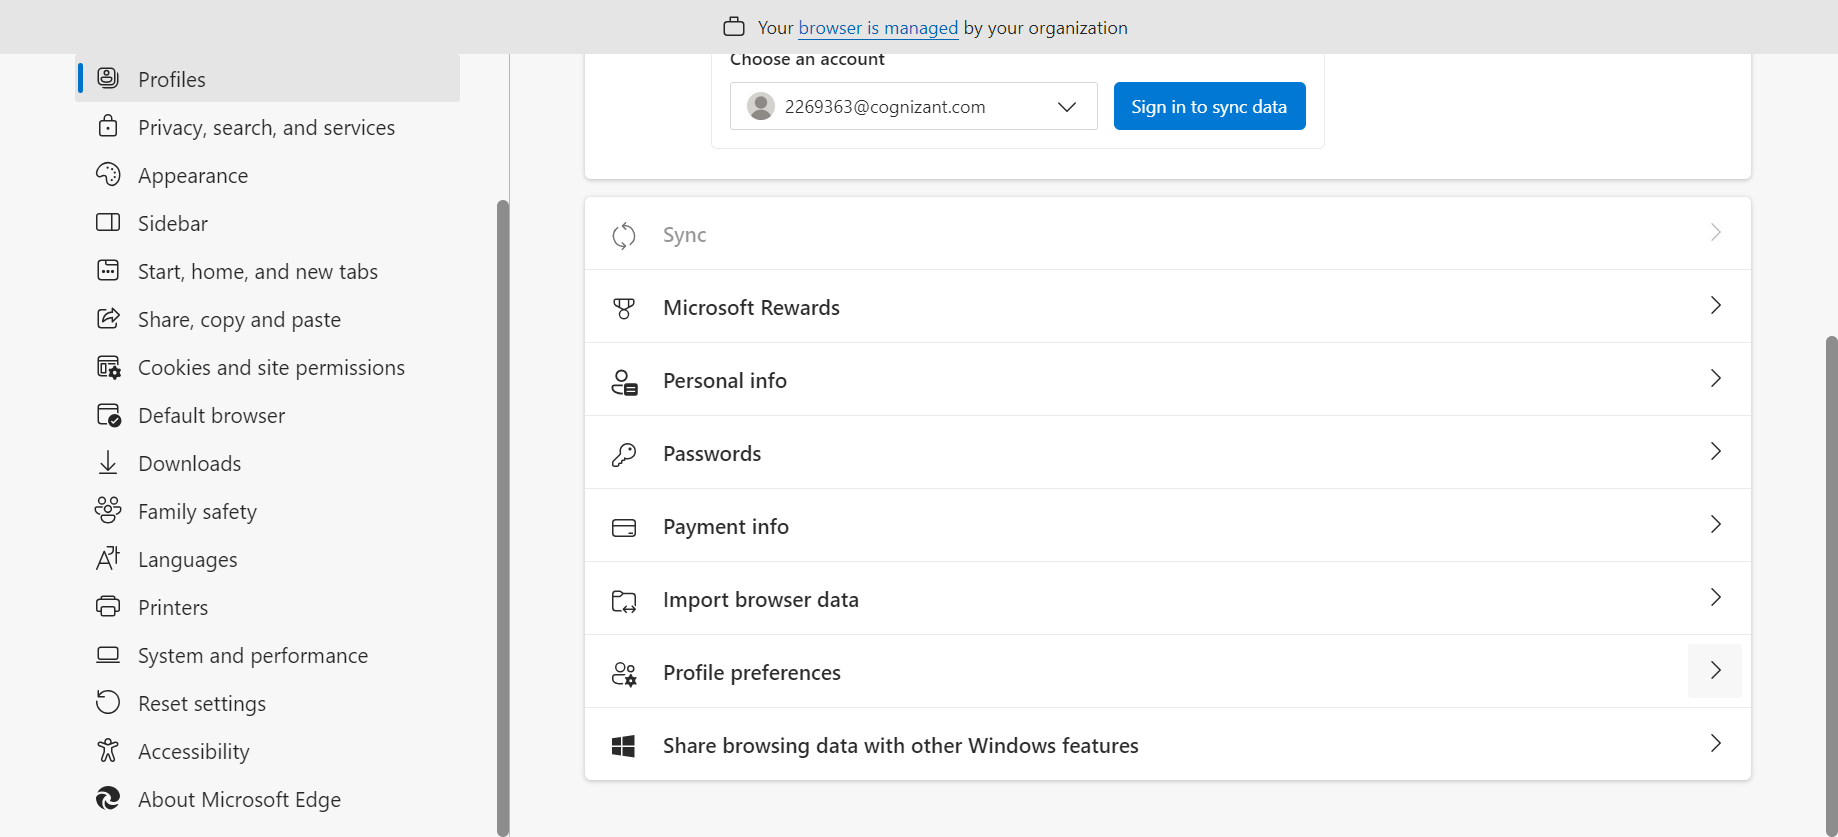 Your browser is managed by your organization
Profiles
Privacy, search, and services
Appearance
Sidebar
Start, home, and new tabs
Share, copy and paste
Cookies and site permissions
Default browser
Downloads
Family safety
Languages
Printers
System and performance
Reset settings
Accessibility
About Microsoft Edge
Choose an account
2269363@cognizant.com
Sign in to sync data
Sync
Microsoft Rewards
Personal info
Passwords
Payment info
Import browser data
Profile preferences
Share browsing data with other Windows features